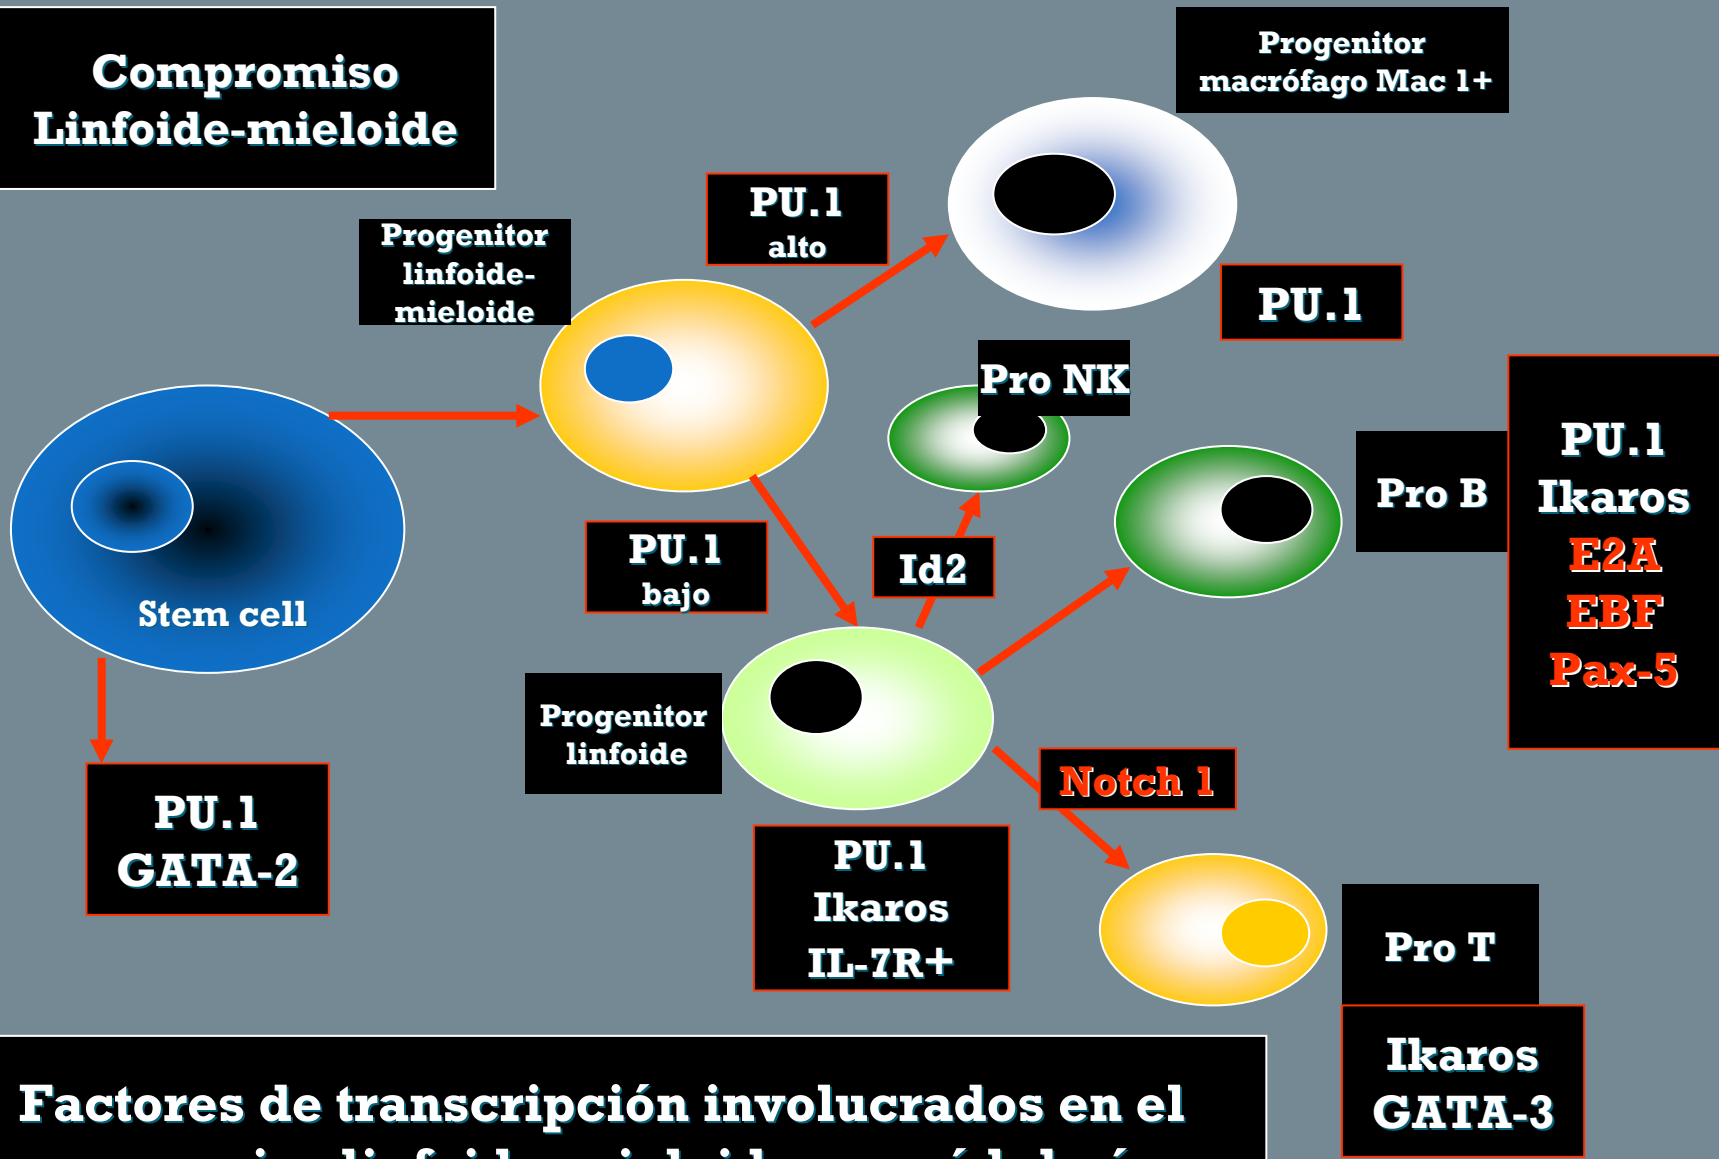 Compromiso
Linfoide-mieloide
Progenitor
macrófago Mac 1+
PU.1
alto
Progenitor
linfoide-
mieloide
PU.1
Pro NK
PU.1
Ikaros
E2A
EBF
Pax-5
Pro B
PU.1
bajo
Id2
Stem cell
Progenitor
linfoide
Notch 1
PU.1
GATA-2
PU.1
Ikaros
IL-7R+
Pro T
Ikaros
GATA-3
Factores de transcripción involucrados en el